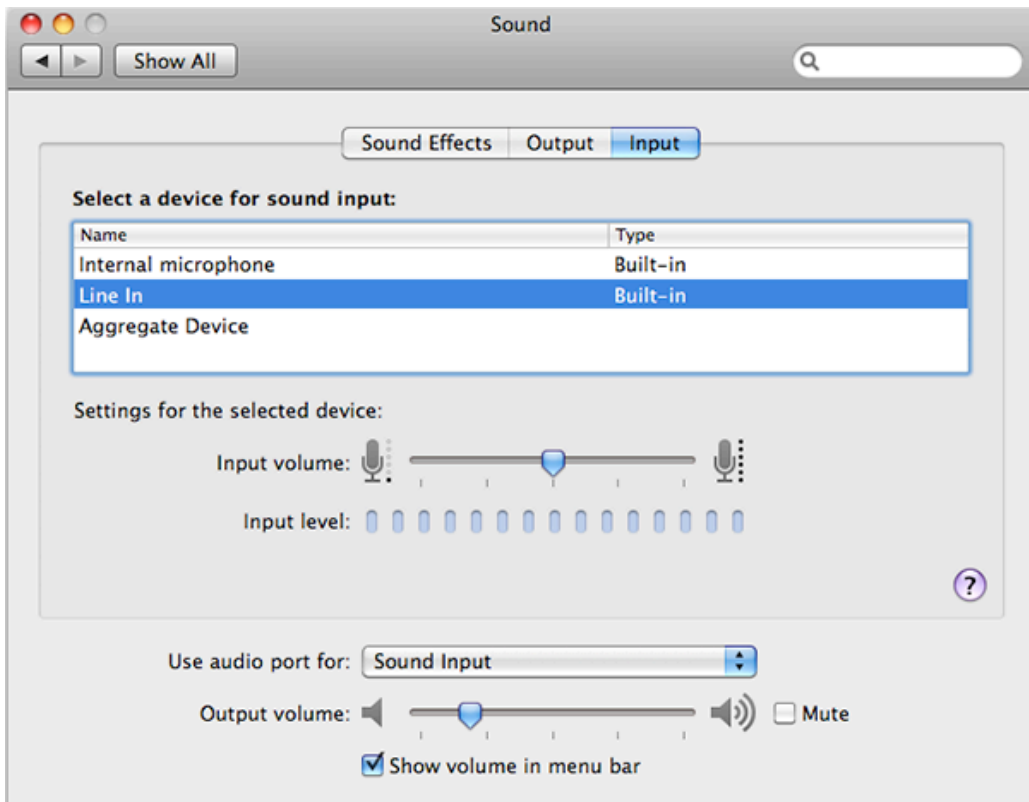 Sound
Show All
Sound Effects Output Input
Select a device for sound input:
Name Type
Internal microphone Built-in
Line In Built-in
Aggregate Device
Settings for the selected device:
Input volume:
Input level:
?
Use audio port for: Sound Input
Output volume: Mute
Show volume in menu bar